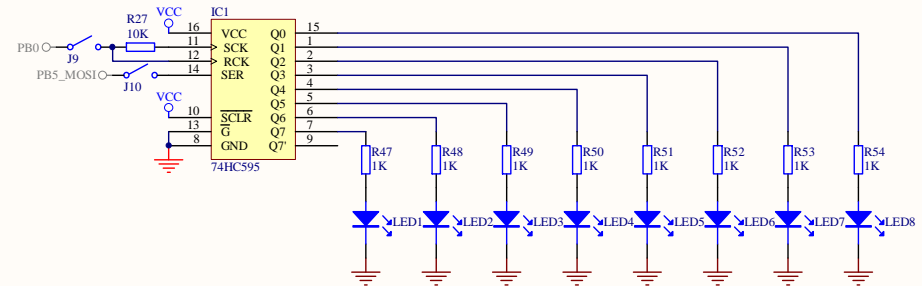 VCC
R27
10K
IC1
PB0
J9
PB5_MOSI
J10
VCC
16
11
12
14
10
13
8
VCC
SCK
RCK
SER
SCLR
G
GND
Q0
Q1
Q2
Q3
Q4
Q5
Q6
Q7
Q7'
15
1
2
3
4
5
6
7
9
74HC595
R47
1K
R48
1K
R49
1K
R50
1K
R51
1K
R52
1K
R53
1K
R54
1K
LED1
LED2
LED3
LED4
LED5
LED6
LED7
LED8